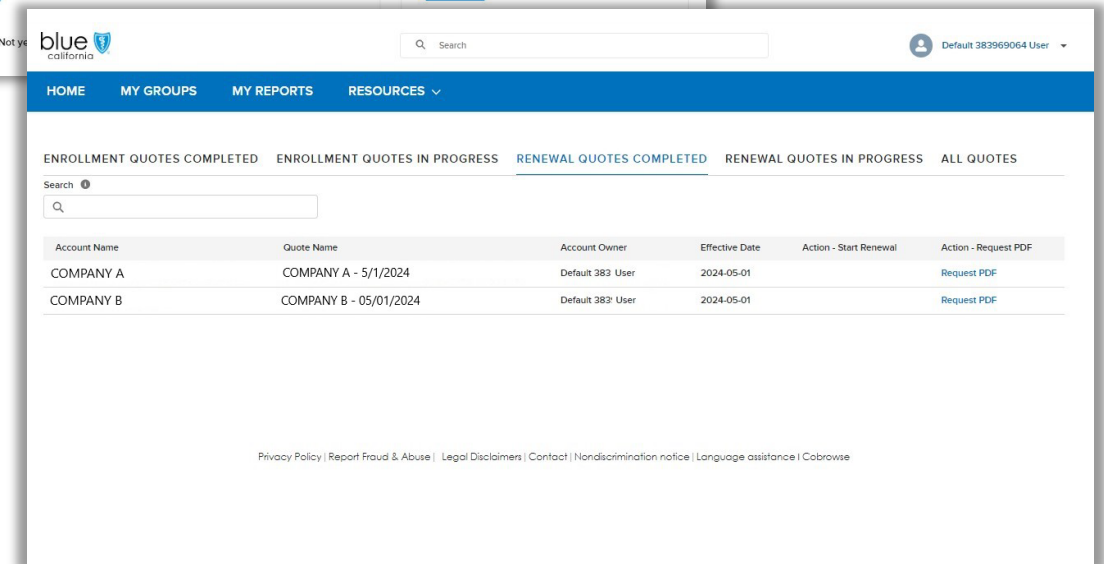 Not ye
blue
california
Search
Default 383969064 User
HOME MY GROUPS MY REPORTS RESOURCES
ENROLLMENT QUOTES COMPLETED ENROLLMENT QUOTES IN PROGRESS RENEWAL QUOTES COMPLETED RENEWAL QUOTES IN PROGRESS ALL QUOTES
Search
Account Name Quote Name Account Owner Effective Date Action - Start Renewal Action - Request PDF
COMPANY A COMPANY A - 5/1/2024 Default 383 User 2024-05-01 Request PDF
COMPANY B COMPANY B - 05/01/2024 Default 383 User 2024-05-01 Request PDF
Privacy Policy | Report Fraud & Abuse | Legal Disclaimers | Contact | Nondiscrimination notice | Language assistance | Cobrowse